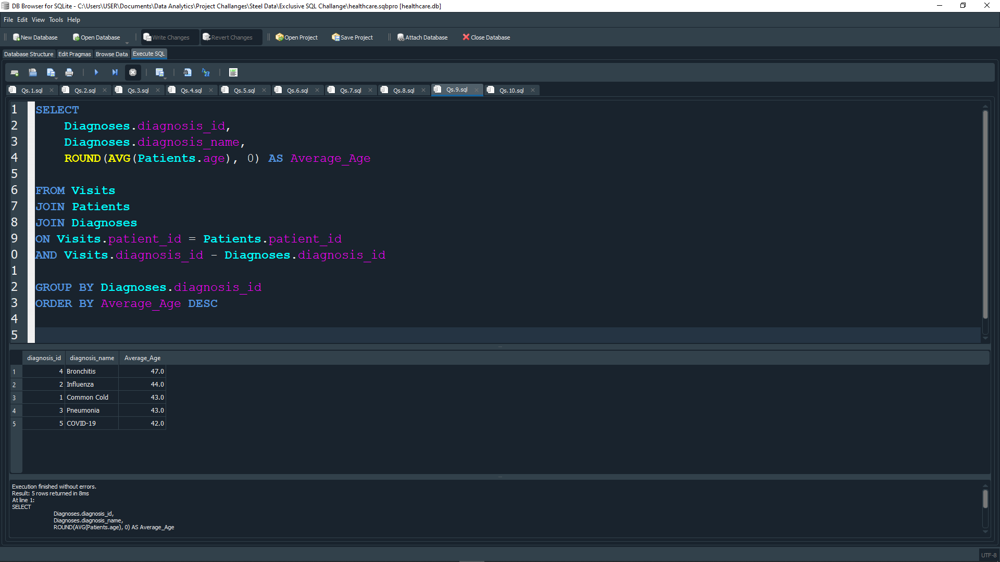 DB Browser for SQLite - C:\Users\USER\Documents\Data Analytics\Project Challanges\Steel Data\Exclusive SQL Challange\healthcare.sqbpro [healthcare.db]
File Edit View Tools Help
New Database Open Database Write Changes Revert Changes Open Project Save Project Attach Database Close Database
Database Structure Edit Pragmas Browse Data Execute SQL
Qs.1.sql Qs.2.sql Qs.3.sql Qs.4.sql Qs.5.sql Qs.6.sql Qs.7.sql Qs.8.sql Qs.9.sql Qs.10.sql
1 SELECT
2 Diagnoses.diagnosis_id,
3 Diagnoses.diagnosis_name,
4 ROUND(AVG(Patients.age), 0) AS Average_Age
5
6 FROM Visits
7 JOIN Patients
8 JOIN Diagnoses
9 ON Visits.patient_id = Patients.patient_id
0 AND Visits.diagnosis_id - Diagnoses.diagnosis_id
1
2 GROUP BY Diagnoses.diagnosis_id
3 ORDER BY Average_Age DESC
4
5
diagnosis_id diagnosis_name Average_Age
1 4 Bronchitis 47.0
2 2 Influenza 44.0
3 1 Common Cold 43.0
4 3 Pneumonia 43.0
5 5 COVID-19 42.0
Execution finished without errors.
Result: 5 rows returned in 8ms
At line 1:
SELECT
Diagnoses.diagnosis_id,
Diagnoses.diagnosis_name,
ROUND(AVG(Patients.age), 0) AS Average_Age
UTF-8